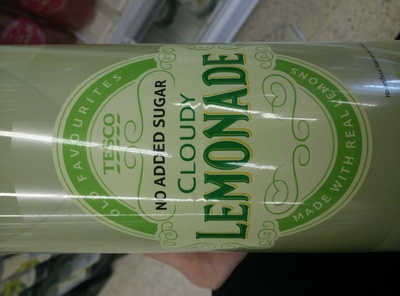 OLD FAVOURITES
TESCO
NO ADDED SUGAR
CLOUDY
LEMONADE
MADE WITH REAL LEMONS